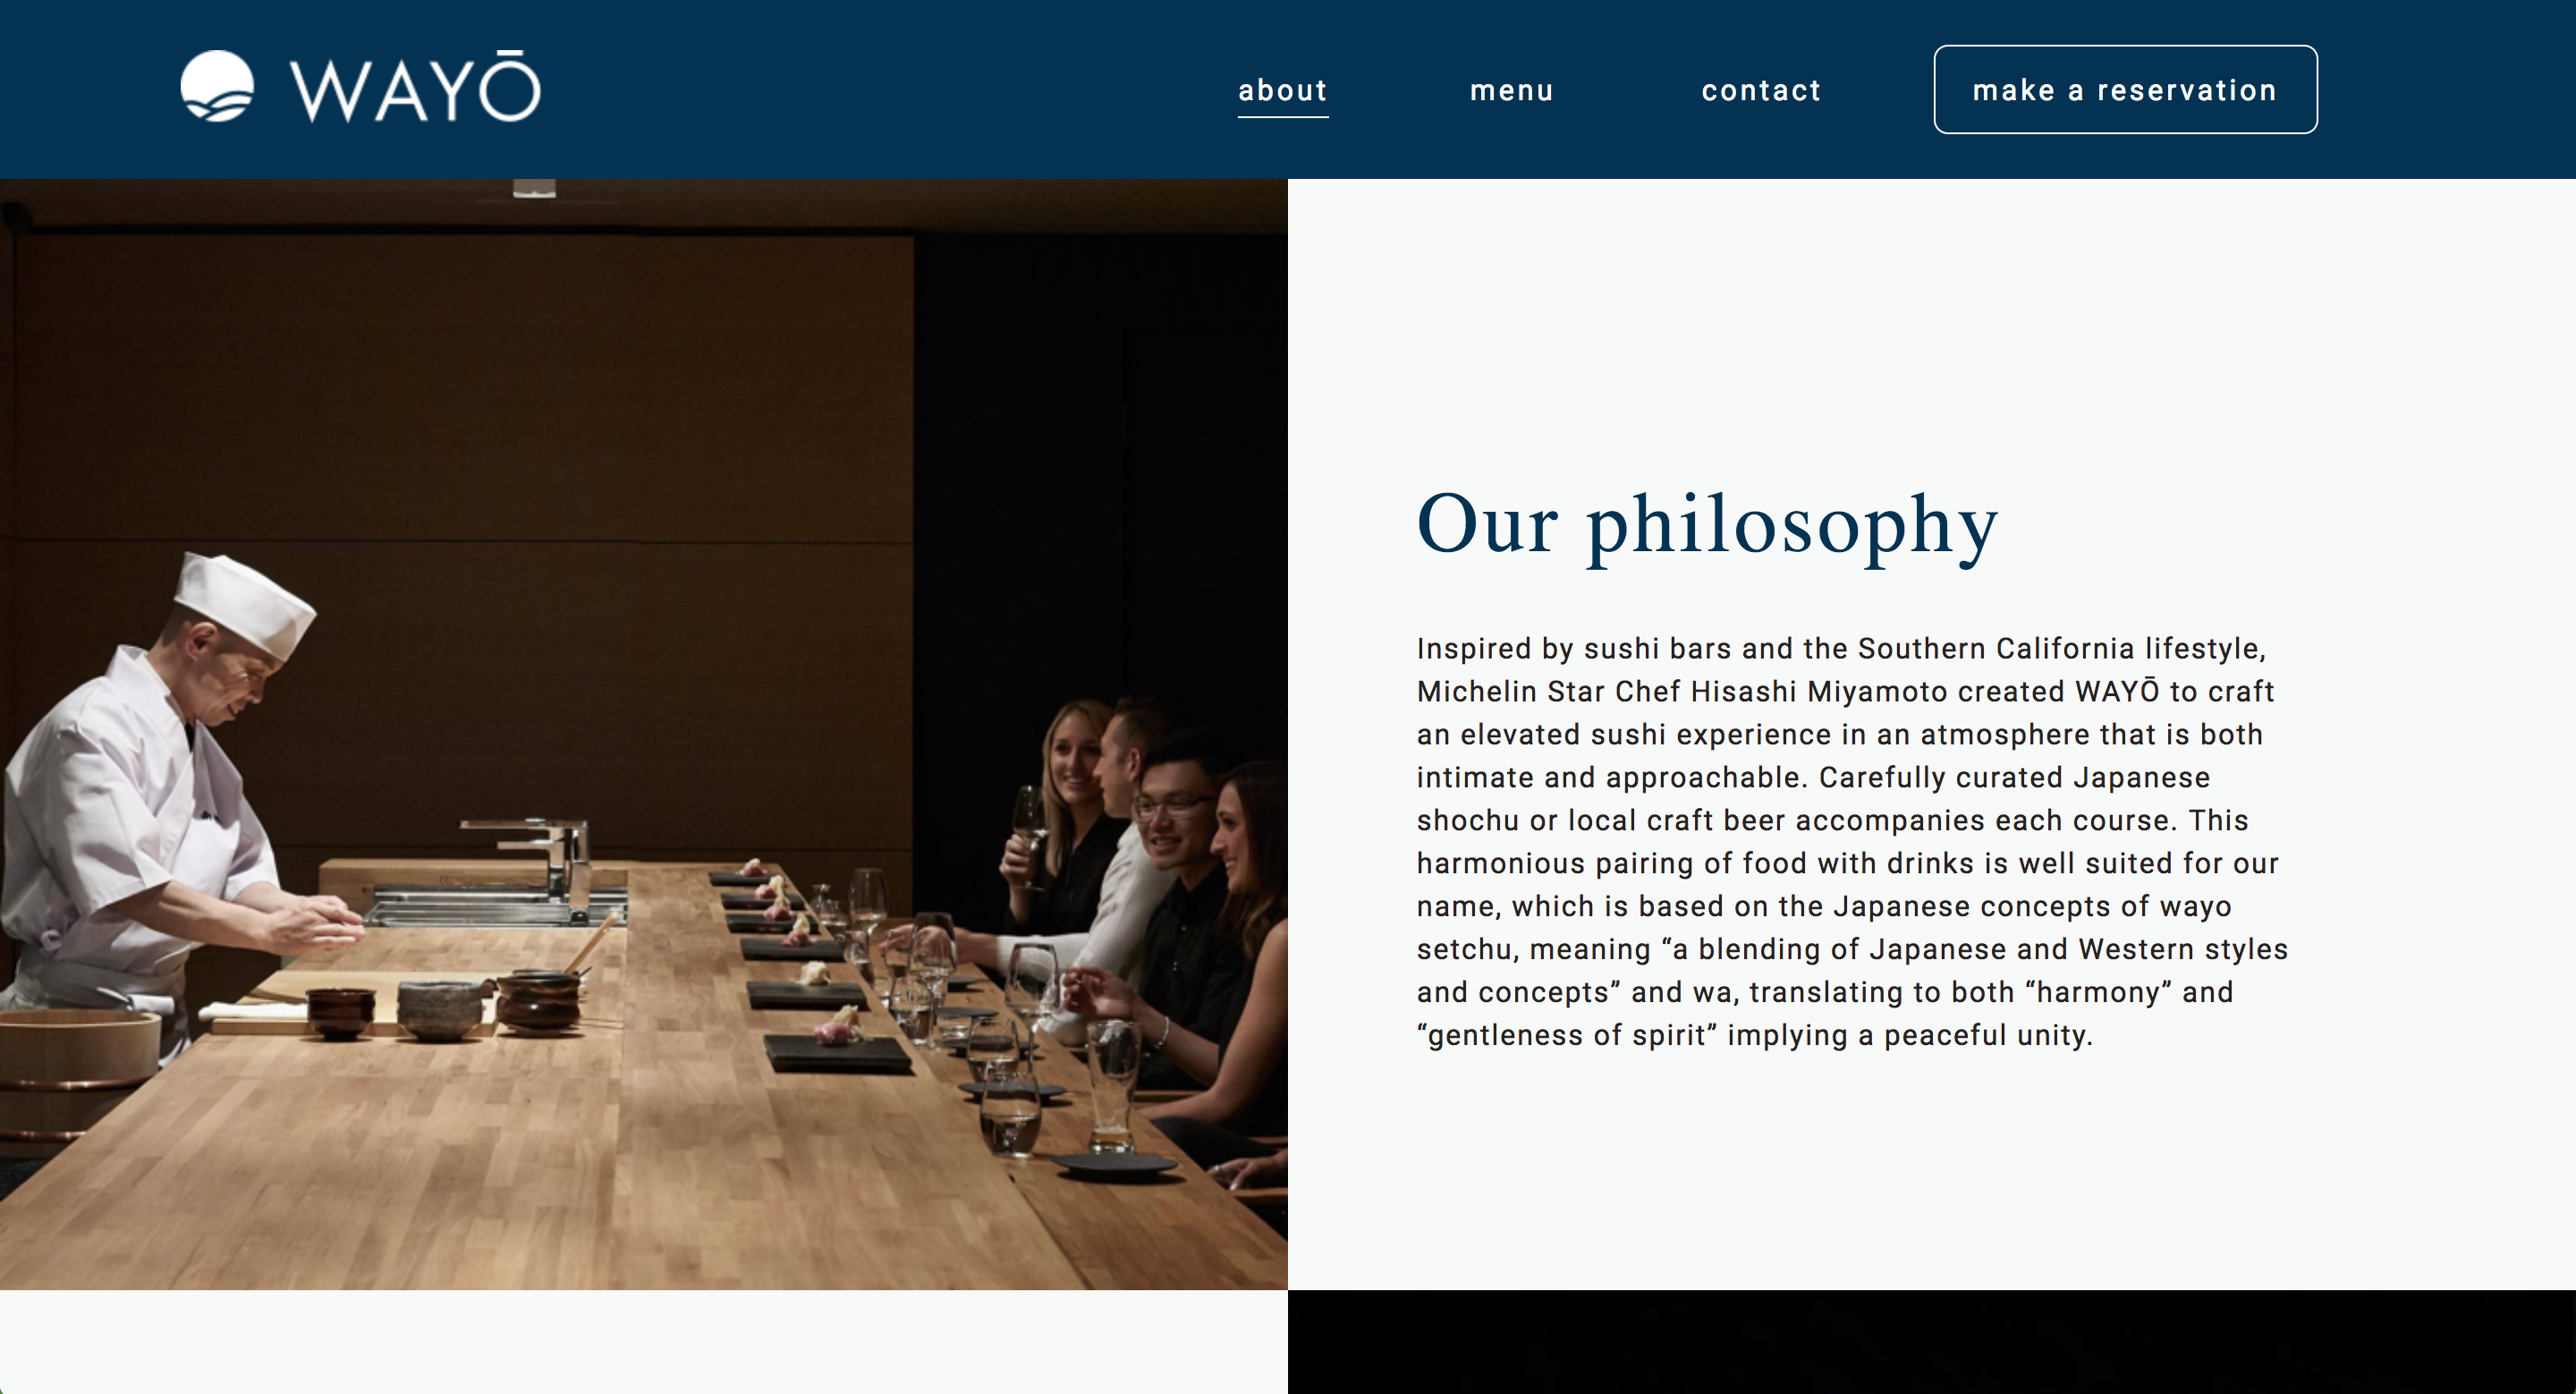 WAYŌ
about
menu
contact
make a reservation
Our philosophy
Inspired by sushi bars and the Southern California lifestyle,
Michelin Star Chef Hisashi Miyamoto created WAYŌ to craft
an elevated sushi experience in an atmosphere that is both
intimate and approachable. Carefully curated Japanese
shochu or local craft beer accompanies each course. This
harmonious pairing of food with drinks is well suited for our
name, which is based on the Japanese concepts of wayo
setchu, meaning “a blending of Japanese and Western styles
and concepts” and wa, translating to both “harmony” and
“gentleness of spirit” implying a peaceful unity.